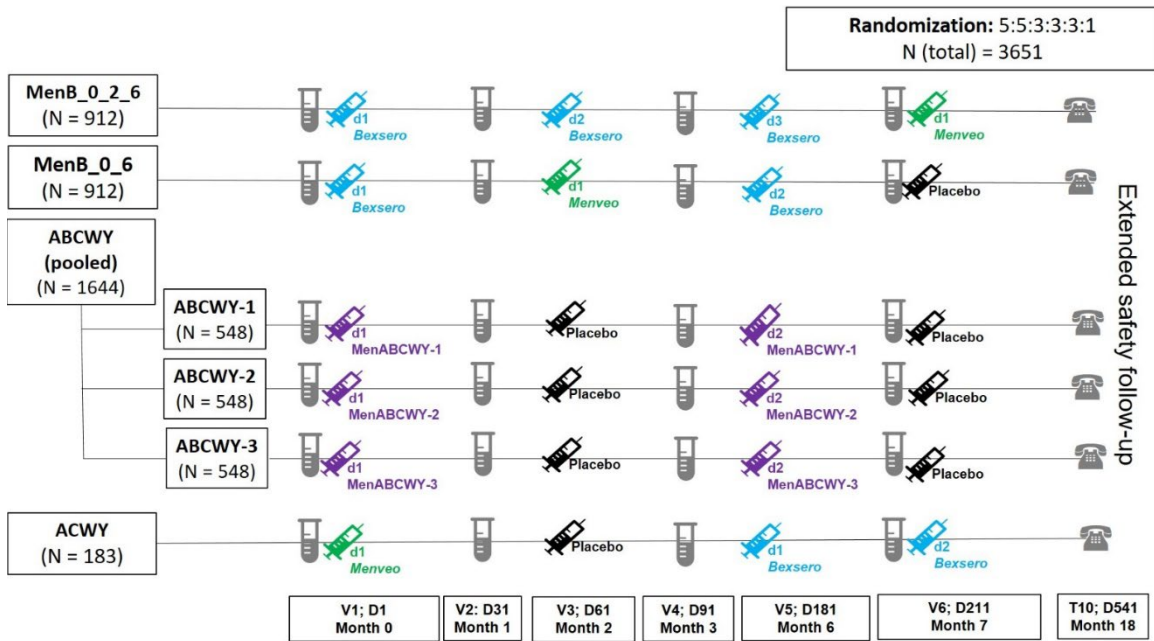 Randomization: 5:5:3:3:3:1
N (total) = 3651
MenB_0_2_6
(N = 912)
d1
Bexsero
d2
Bexsero
d3
Bexsero
d1
Menveo
MenB_0_6
(N = 912)
d1
Bexsero
d1
Menveo
d2
Bexsero
Placebo
ABCWY
(pooled)
(N = 1644)
ABCWY-1
(N = 548)
d1
MenABCWY-1
Placebo
d2
MenABCWY-1
Placebo
ABCWY-2
(N = 548)
d1
MenABCWY-2
Placebo
d2
MenABCWY-2
Placebo
ABCWY-3
(N = 548)
d1
MenABCWY-3
Placebo
d2
MenABCWY-3
Placebo
ACWY
(N = 183)
d1
Menveo
Placebo
d1
Bexsero
d2
Bexsero
Extended safety follow-up
V1; D1
Month 0
V2: D31
Month 1
V3; D61
Month 2
V4; D91
Month 3
V5; D181
Month 6
V6; D211
Month 7
T10; D541
Month 18